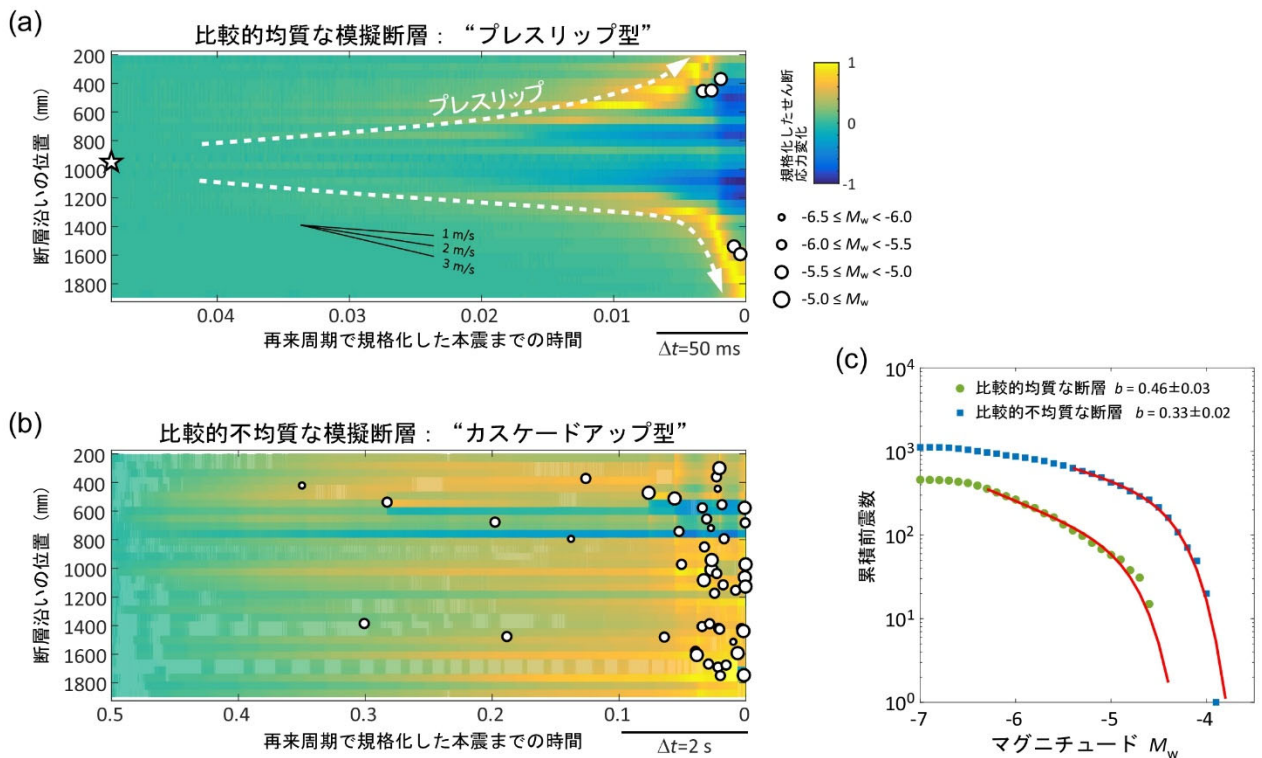 (a)
比較的均質な模擬断層： “プレスリップ型”
断層沿いの位置 (㎜)
200
400
600
800
1000
1200
1400
1600
1800
プレスリップ
1 m/s
2 m/s
3 m/s
0.04
0.03
0.02
0.01
0
再来周期で規格化した本震までの時間
Δt=50 ms
規格化したせん断
応力変化
1
0
-1
-6.5 ≤ Mw < -6.0
-6.0 ≤ Mw < -5.5
-5.5 ≤ Mw < -5.0
-5.0 ≤ Mw
(b)
比較的不均質な模擬断層： “カスケードアップ型”
断層沿いの位置 (㎜)
200
400
600
800
1000
1200
1400
1600
1800
0.5
0.4
0.3
0.2
0.1
0
再来周期で規格化した本震までの時間
Δt=2 s
(c)
累積前震数
10⁴
10³
10²
10¹
10⁰
比較的均質な断層 b = 0.46±0.03
比較的不均質な断層 b = 0.33±0.02
-7
-6
-5
-4
マグニチュード Mw